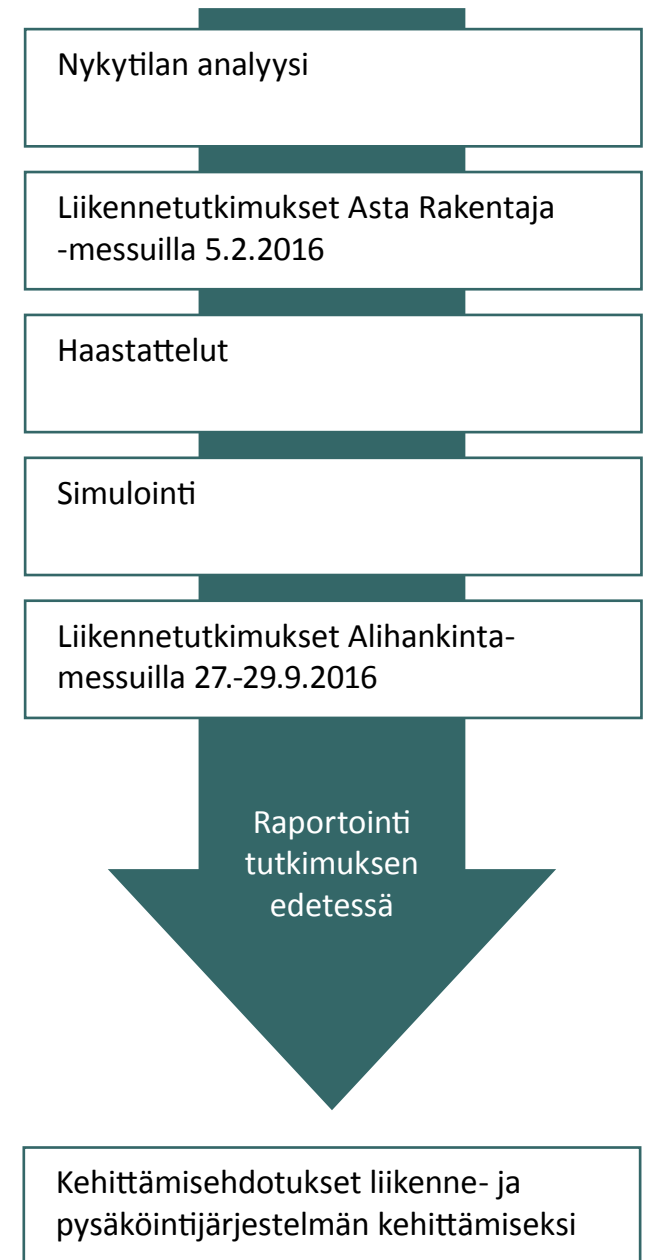 Nykytilan analyysi
Liikennetutkimukset Asta Rakentaja
-messuilla 5.2.2016
Haastattelut
Simulointi
Liikennetutkimukset Alihankinta-
messuilla 27.-29.9.2016
Raportointi
tutkimuksen
edetessä
Kehittämisehdotukset liikenne- ja
pysäköintijärjestelmän kehittämiseksi